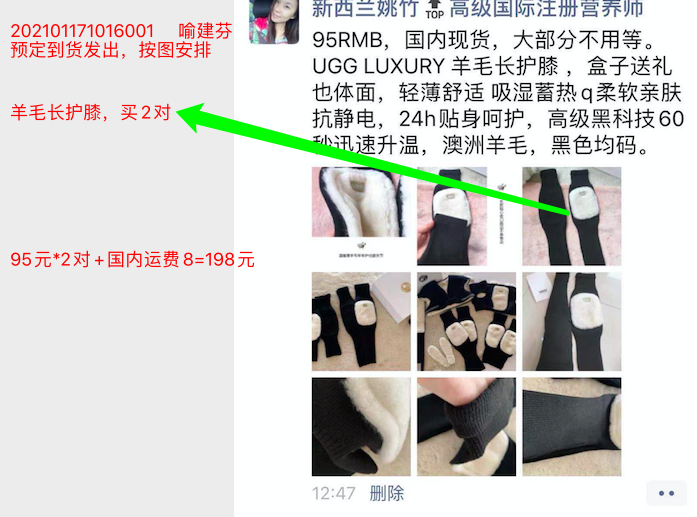 202101171016001 喻建芬
预定到货发出，按图安排
羊毛长护膝，买2对
95元*2对+国内运费8=198元
新西兰姚竹 TOP 高级国际注册营养师
95RMB，国内现货，大部分不用等。
UGG LUXURY 羊毛长护膝 ，盒子送礼
也体面，轻薄舒适 吸湿蓄热q柔软亲肤
抗静电，24h贴身呵护，高级黑科技60
秒迅速升温，澳洲羊毛，黑色均码。
12:47 删除